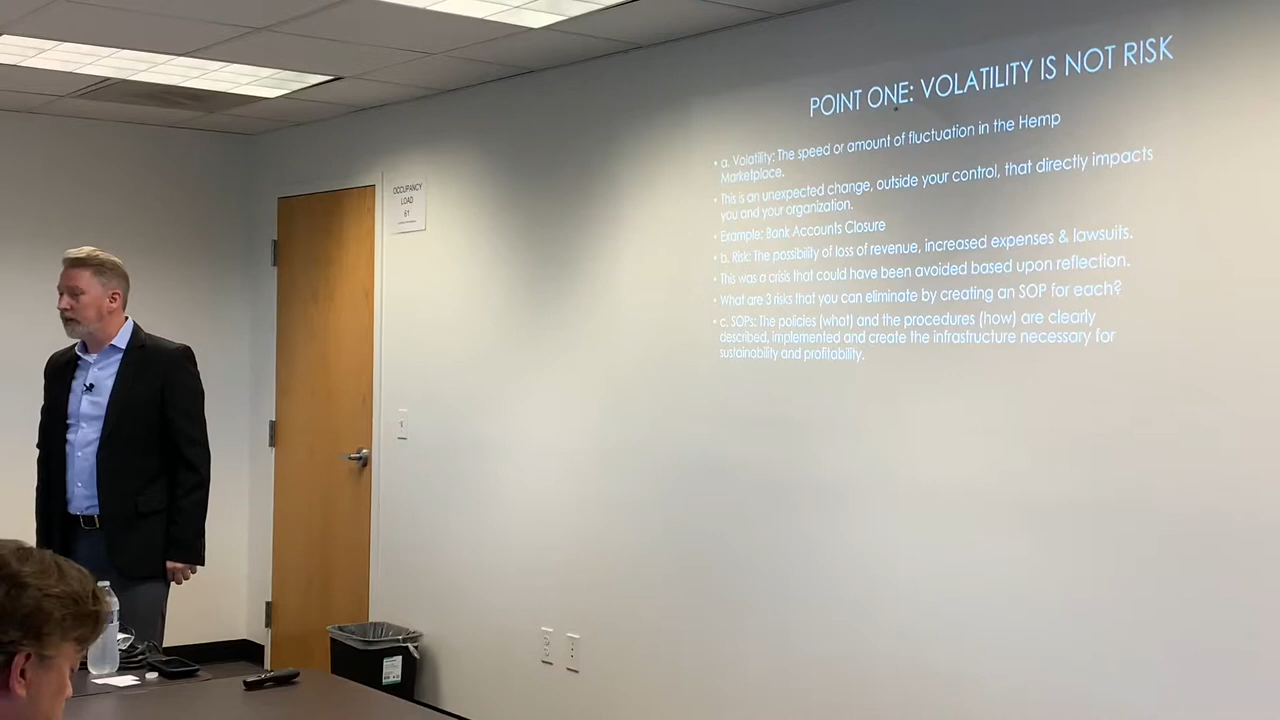 POINT ONE: VOLATILITY IS NOT RISK
• a. Volatility: The speed or amount of fluctuation in the Hemp
Marketplace.
• This is an unexpected change, outside your control, that directly impacts
you and your organization.
• Example: Bank Accounts Closure
• b. Risk: The possibility of loss of revenue, increased expenses & lawsuits.
• This was a crisis that could have been avoided based upon reflection.
• What are 3 risks that you can eliminate by creating an SOP for each?
• c. SOPs: The policies (what) and the procedures (how) are clearly
described, implemented and create the infrastructure necessary for
sustainability and profitability.
OCCUPANCY
LOAD
61